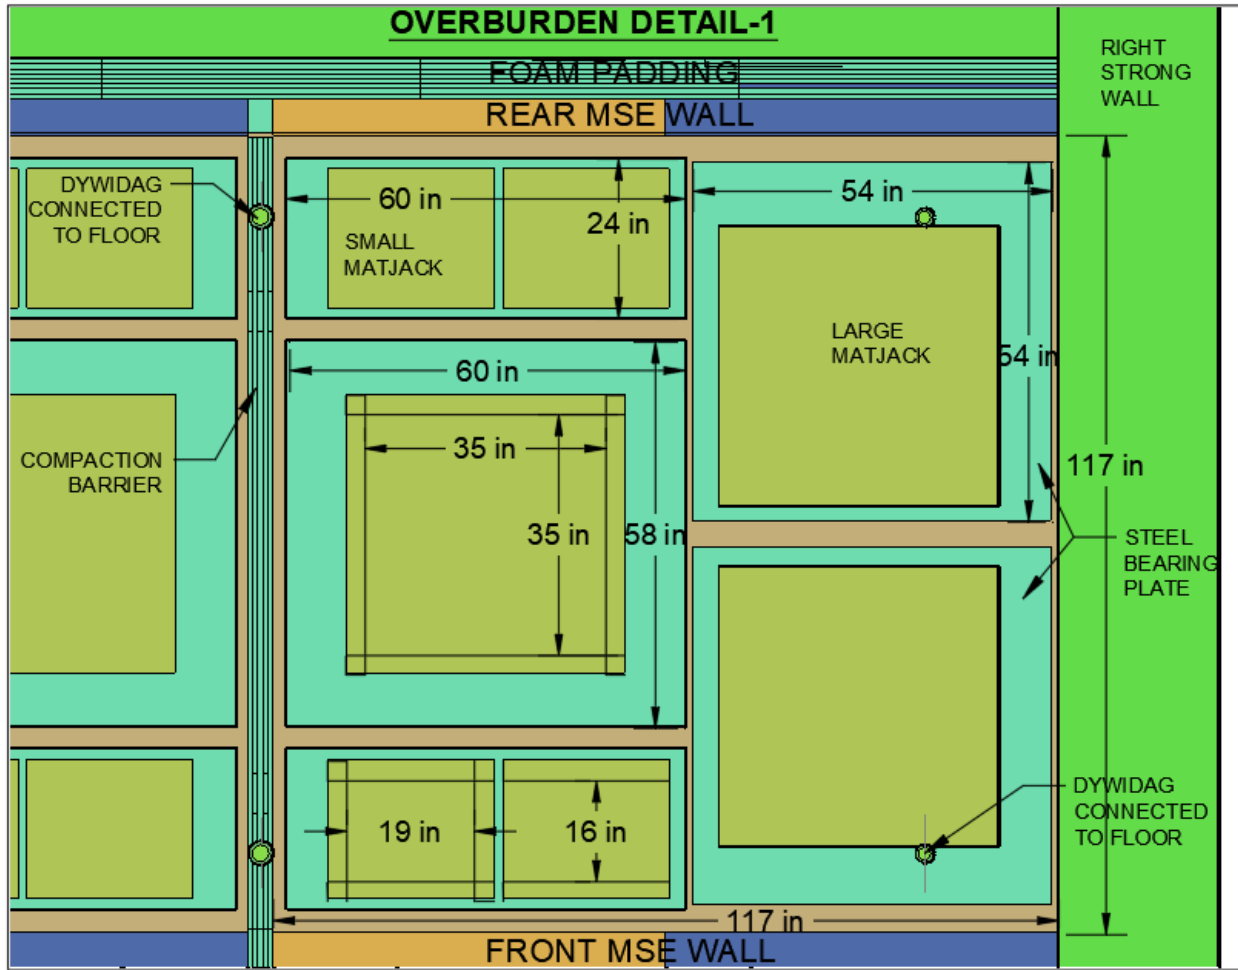 OVERBURDEN DETAIL-1
FOAM PADDING
RIGHT
STRONG
WALL
REAR MSE WALL
DYWIDAG
CONNECTED
TO FLOOR
60 in
24 in
54 in
SMALL
MATJACK
LARGE
MATJACK
54 in
60 in
35 in
35 in
58 in
117 in
COMPACTION
BARRIER
STEEL
BEARING
PLATE
DYWIDAG
CONNECTED
TO FLOOR
19 in
16 in
117 in
FRONT MSE WALL